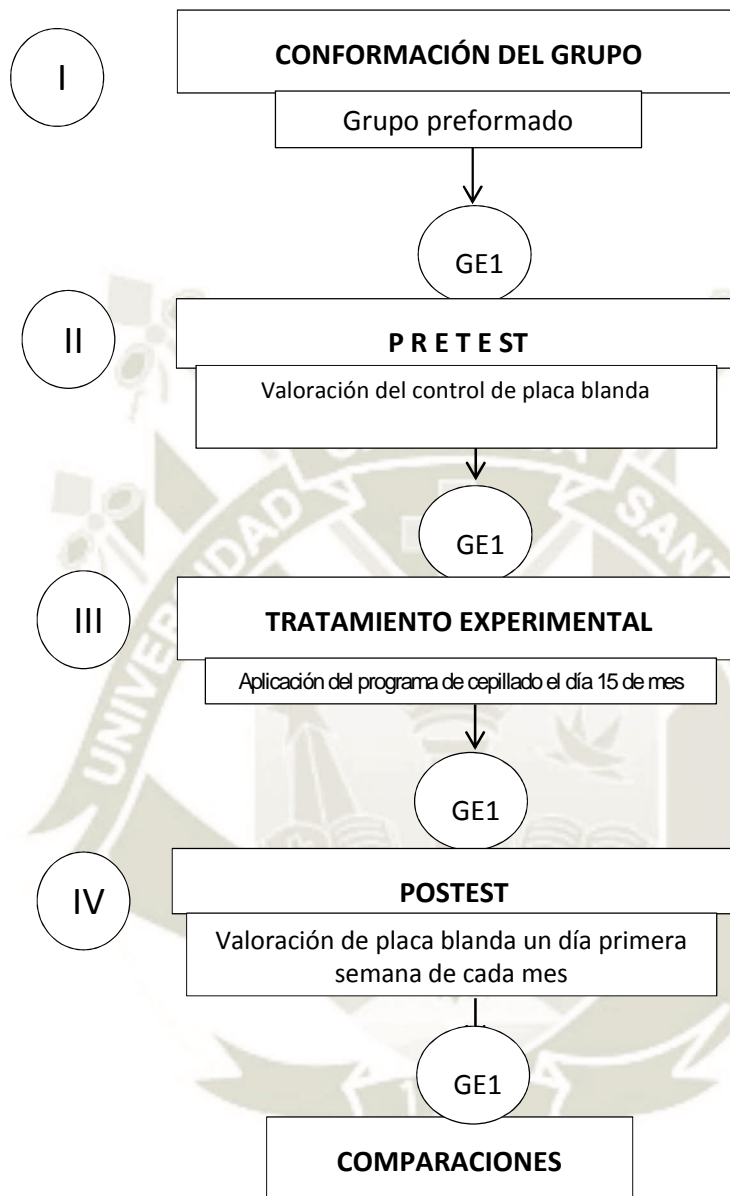 I
CONFORMACIÓN DEL GRUPO
Grupo preformado
GE1
II
P R E T E ST
Valoración del control de placa blanda
GE1
III
TRATAMIENTO EXPERIMENTAL
Aplicación del programa de cepillado el día 15 de mes
GE1
IV
POSTEST
Valoración de placa blanda un día primera
semana de cada mes
GE1
COMPARACIONES
UNIVERSIDAD
SANT